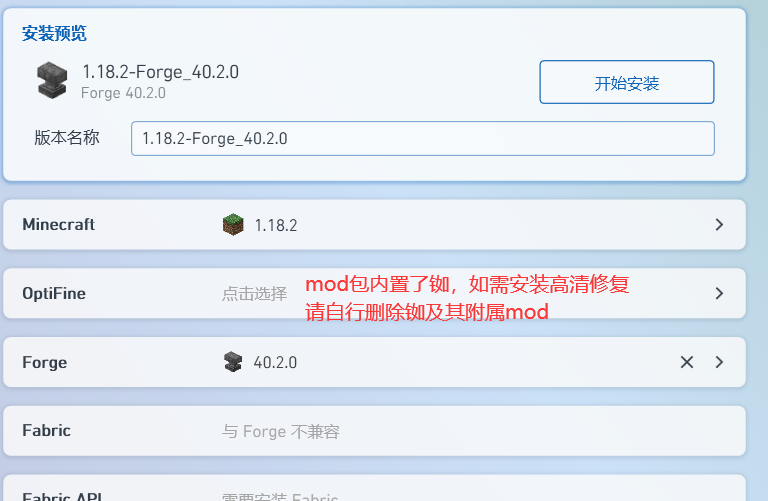 安装预览
1.18.2-Forge_40.2.0
Forge 40.2.0
开始安装
版本名称
1.18.2-Forge_40.2.0
Minecraft
1.18.2
OptiFine
点击选择
mod包内置了铷，如需安装高清修复
请自行删除铷及其附属mod
Forge
40.2.0
Fabric
与 Forge 不兼容
Fabric API
需要安装 Fabric